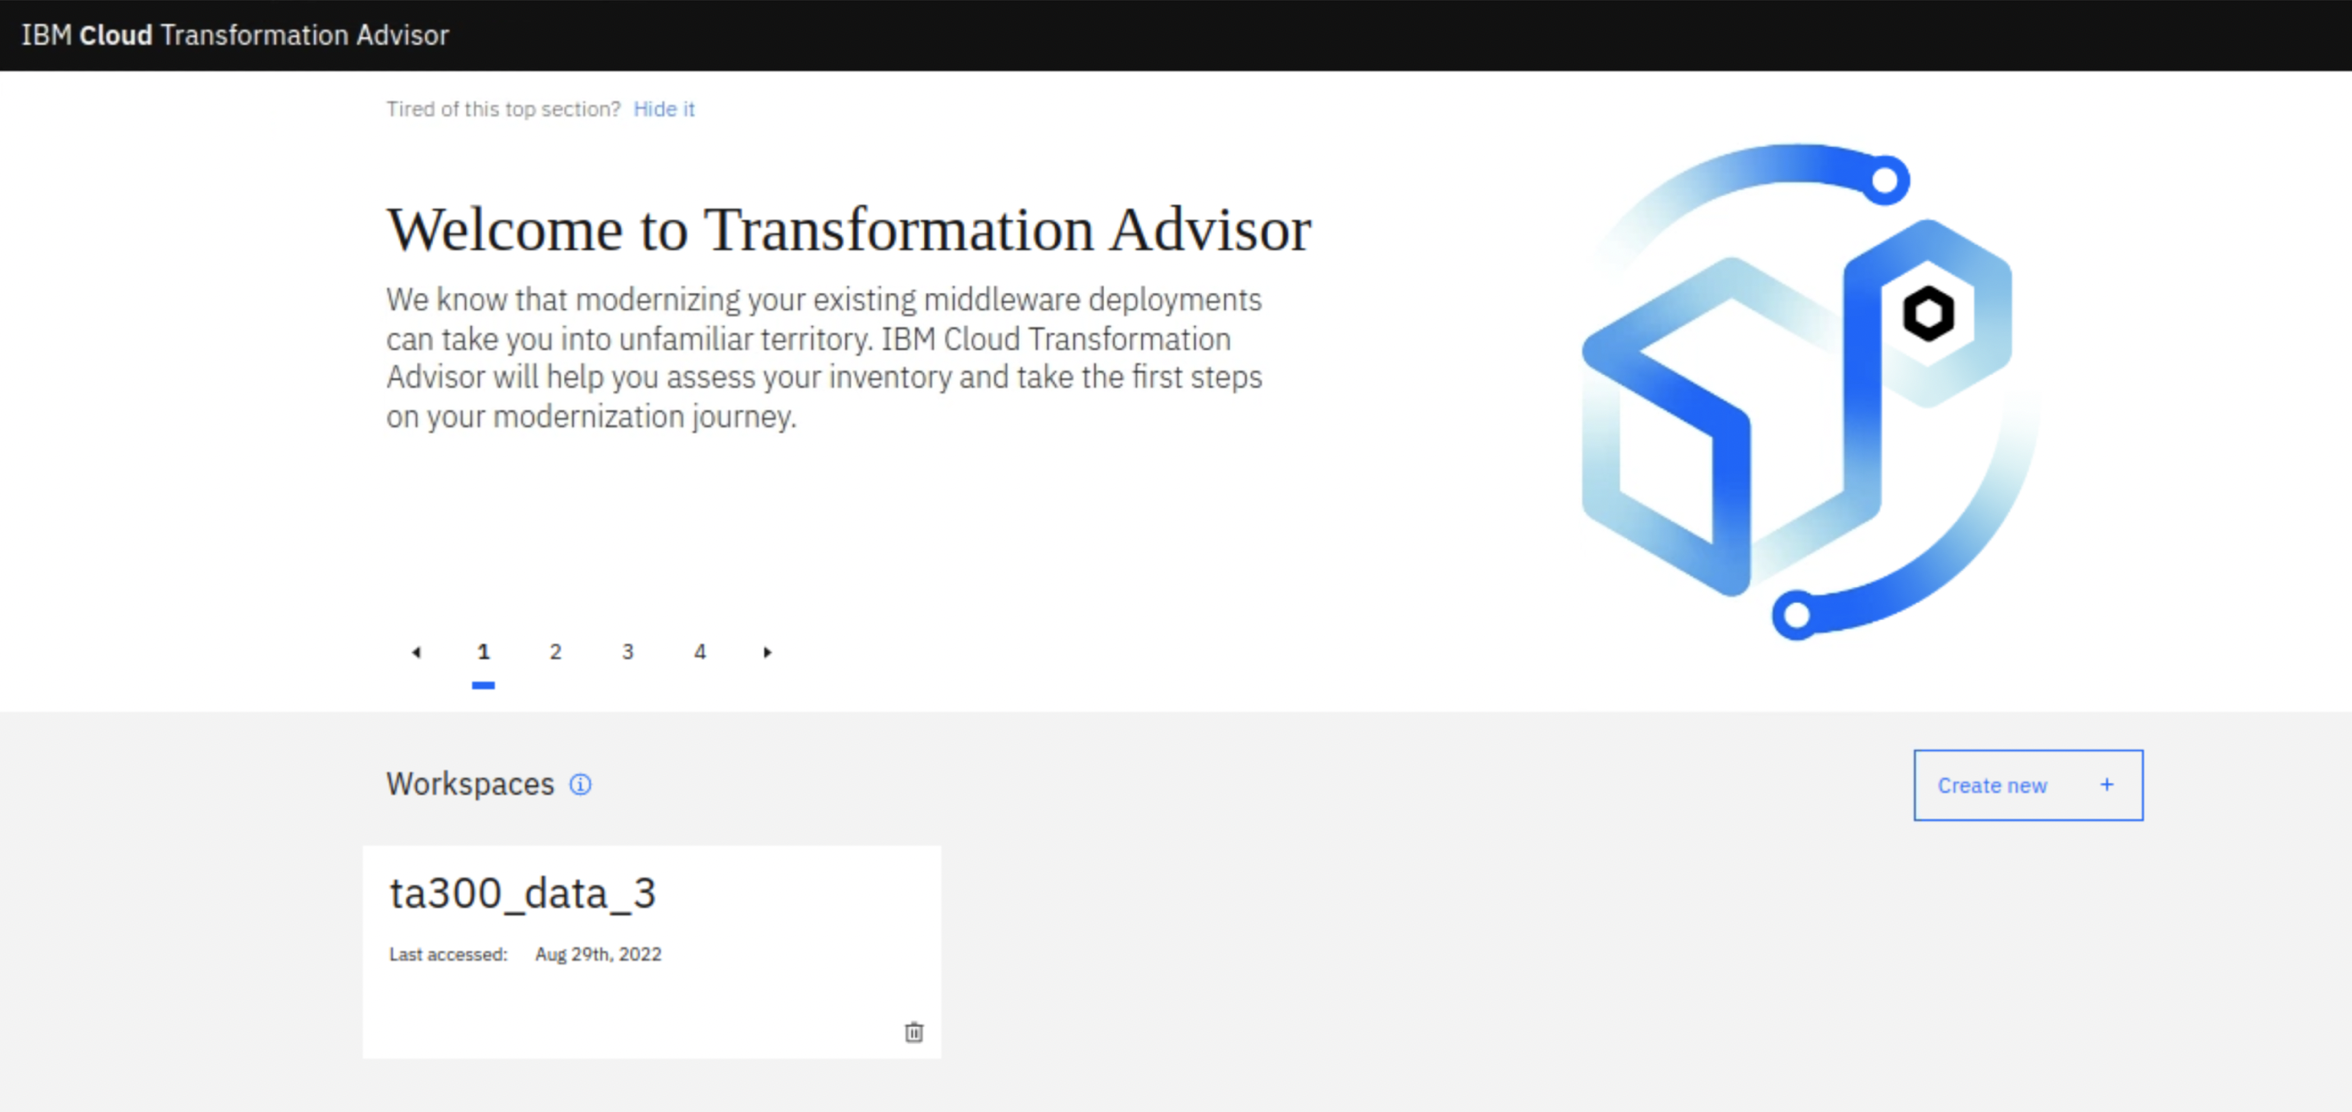 IBM Cloud Transformation Advisor
Tired of this top section? Hide it
Welcome to Transformation Advisor
We know that modernizing your existing middleware deployments
can take you into unfamiliar territory. IBM Cloud Transformation
Advisor will help you assess your inventory and take the first steps
on your modernization journey.
1 2 3 4
Workspaces
Create new +
ta300_data_3
Last accessed: Aug 29th, 2022